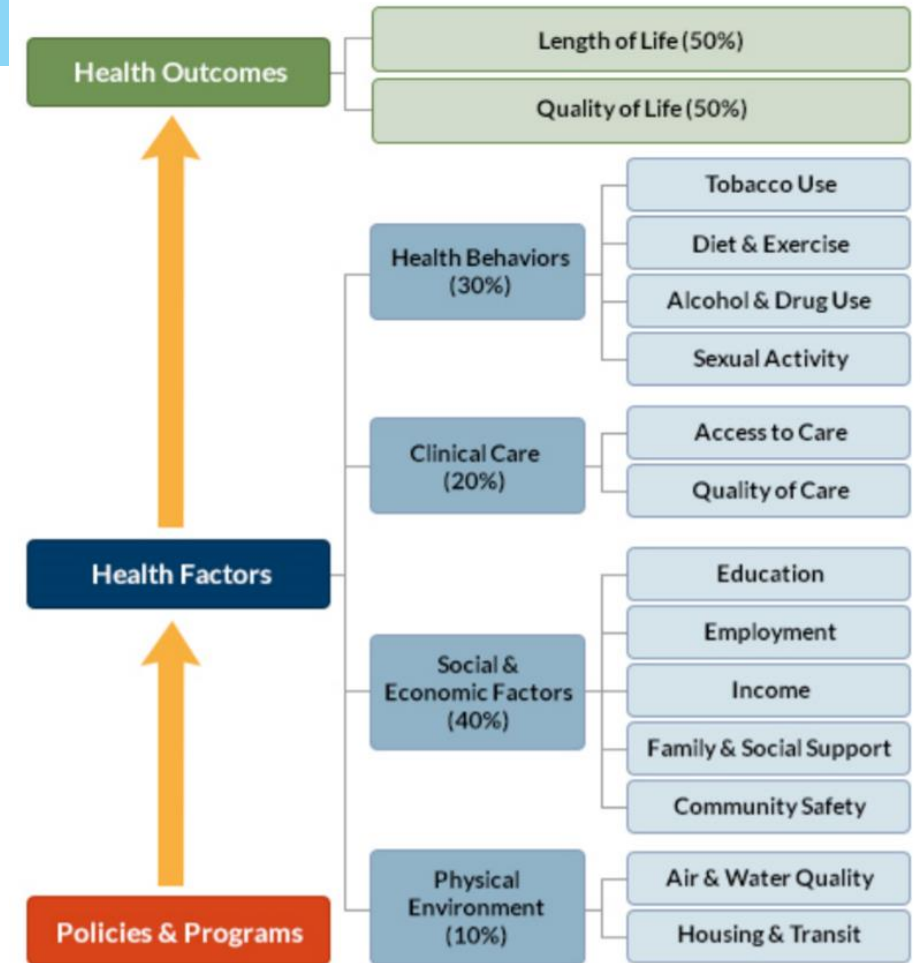 Health Outcomes
Length of Life (50%)
Quality of Life (50%)
Health Factors
Health Behaviors
(30%)
Tobacco Use
Diet & Exercise
Alcohol & Drug Use
Sexual Activity
Clinical Care
(20%)
Access to Care
Quality of Care
Social &
Economic Factors
(40%)
Education
Employment
Income
Family & Social Support
Community Safety
Physical
Environment
(10%)
Air & Water Quality
Housing & Transit
Policies & Programs